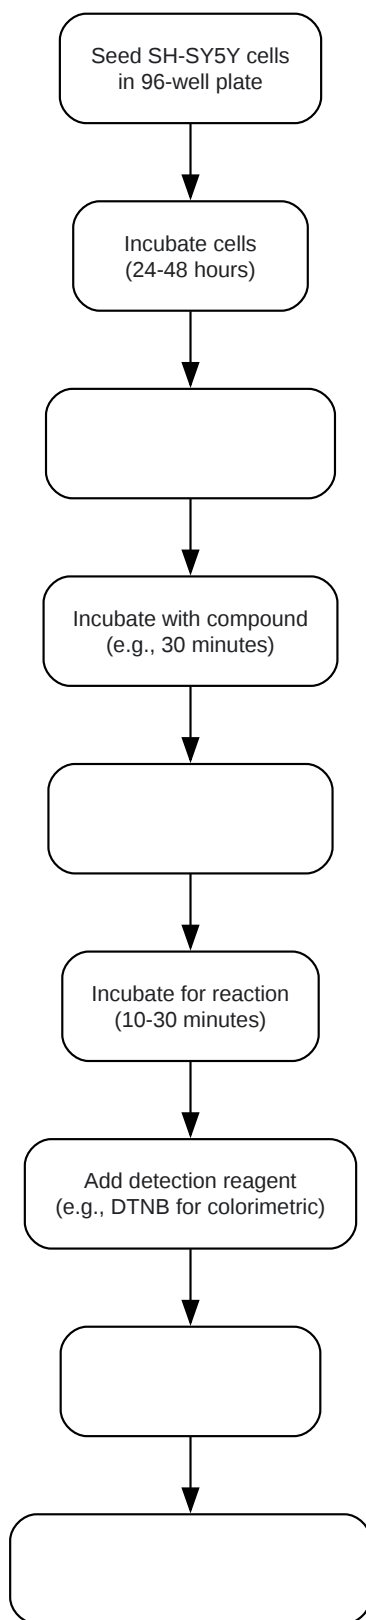 Seed SH-SY5Y cells
in 96-well plate
Incubate cells
(24-48 hours)
Incubate with compound
(e.g., 30 minutes)
Incubate for reaction
(10-30 minutes)
Add detection reagent
(e.g., DTNB for colorimetric)